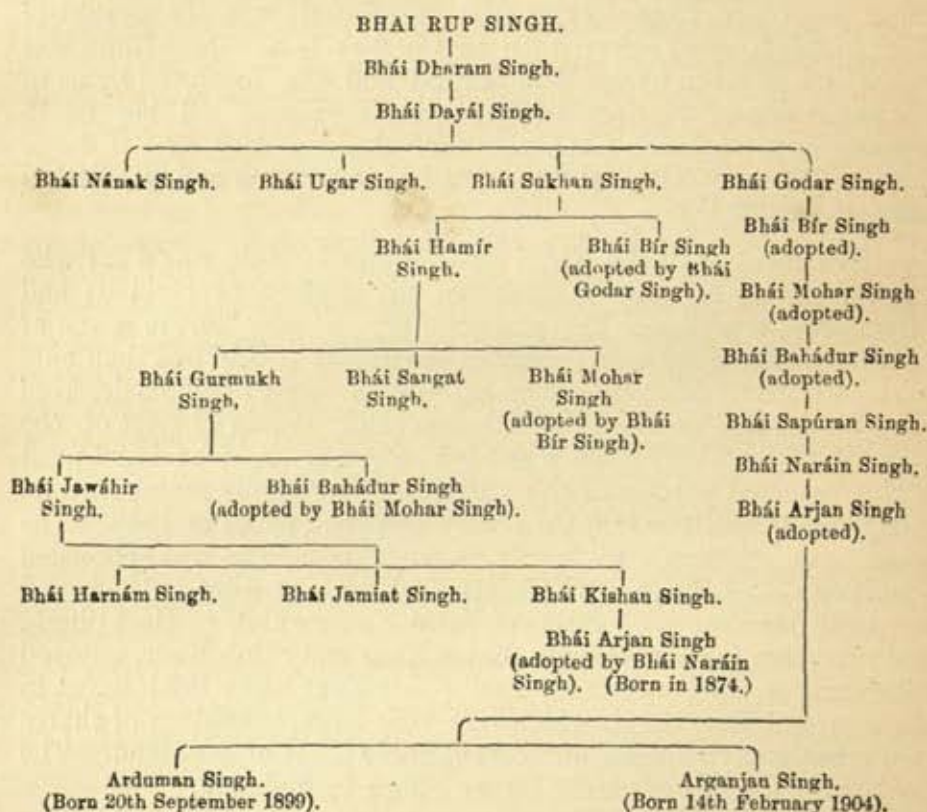 BHAI RUP SINGH.
Bhái Dharam Singh.
Bhái Dayál Singh.
Bhái Nának Singh. Bhái Ugar Singh. Bhái Sukhan Singh. Bhái Godar Singh.
Bhái Hamír
Singh.
Bhái Bír Singh
(adopted by Bhái
Godar Singh).
Bhái Bír Singh
(adopted).
Bhái Mohar Singh
(adopted).
Bhái Bahádur Singh
(adopted).
Bhái Sapúran Singh.
Bhái Naráin Singh.
Bhái Arjan Singh
(adopted).
Bhái Gurmukh
Singh.
Bhái Sangat
Singh.
Bhái Mohar
Singh
(adopted by Bhái
Bír Singh).
Bhái Jawáhir
Singh.
Bhái Bahádur Singh
(adopted by Bhái Mohar Singh).
Bhái Harnám Singh. Bhái Jamiat Singh. Bhái Kishan Singh.
Bhái Arjan Singh
(adopted by Bhái Naráin
Singh). (Born in 1874.)
Arduman Singh.
(Born 20th September 1899).
Arganjan Singh.
(Born 14th February 1904).